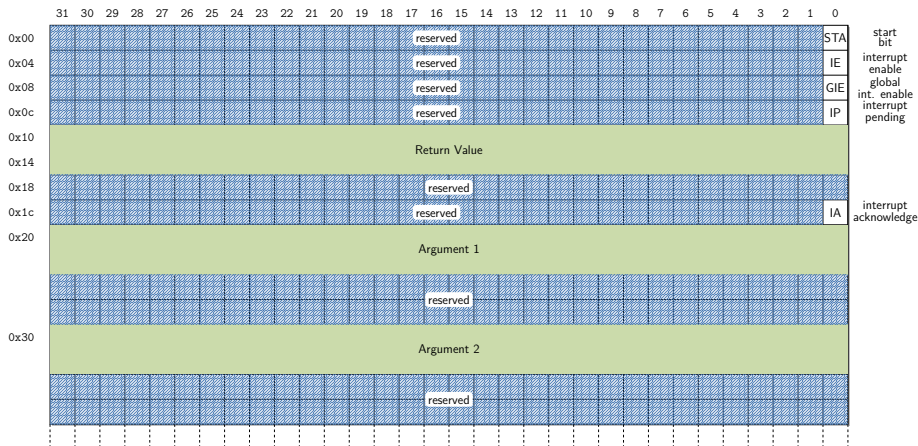 31 30 29 28 27 26 25 24 23 22 21 20 19 18 17 16 15 14 13 12 11 10 9 8 7 6 5 4 3 2 1 0
0x00 reserved STA start
bit
0x04 reserved IE interrupt
enable
0x08 reserved GIE global
int. enable
0x0c reserved IP interrupt
pending
0x10
Return Value
0x14
0x18 reserved
0x1c reserved IA interrupt
acknowledge
0x20
Argument 1
reserved
0x30
Argument 2
reserved